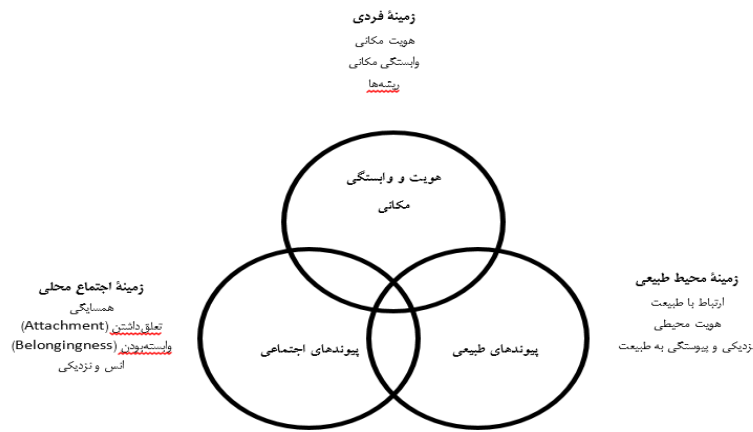 زمینۀ فردی
هویت مکانی
وابستگی مکانی
ریشه‌ها
هویت و وابستگی
مکانی
زمینۀ محیط طبیعی
ارتباط با طبیعت
هویت محیطی
نزدیکی و پیوستگی به طبیعت
زمینۀ اجتماع محلی
همسایگی
تعلق‌داشتن (Attachment)
وابسته‌بودن (Belongingness)
انس و نزدیکی
پیوندهای طبیعی
پیوندهای اجتماعی